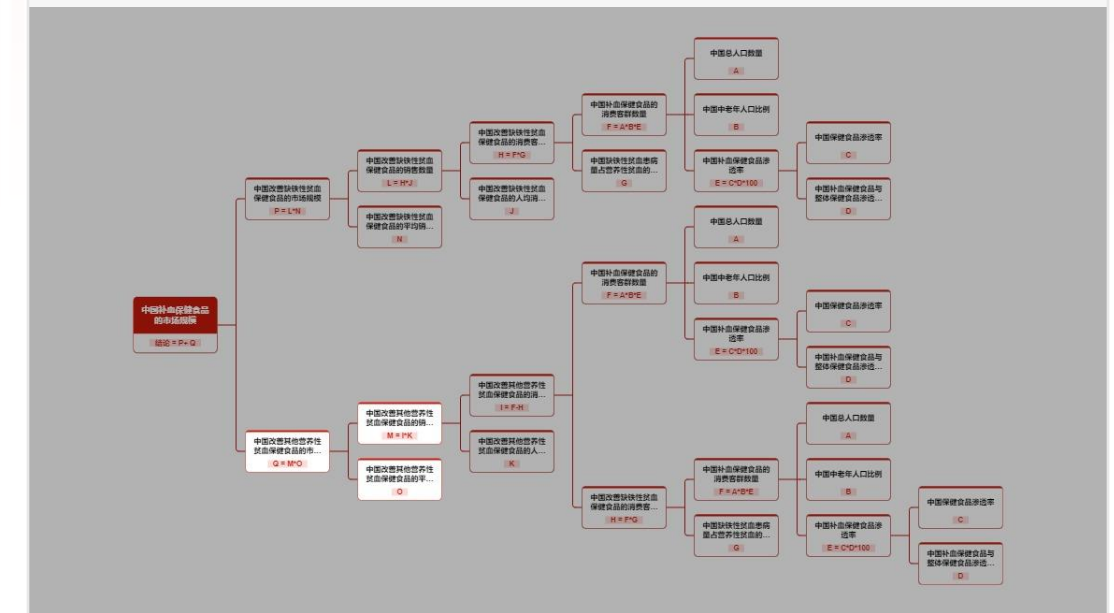 中国总人口数量
A
中国补血保健食品的
消费客群数量
F = A*B*E
中国中老年人口比例
B
中国改善缺铁性贫血
保健食品的消费客...
H = F*G
中国保健食品渗透率
C
中国改善缺铁性贫血
保健食品的销售数量
L = H*J
中国缺铁性贫血患病
量占营养性贫血的...
G
中国补血保健食品渗
透率
E = C*D*100
中国改善缺铁性贫血
保健食品的市场规模
P = L*N
中国改善缺铁性贫血
保健食品的人均消...
J
中国补血保健食品与
整体保健食品渗透...
D
中国改善缺铁性贫血
保健食品的平均销...
N
中国总人口数量
A
中国补血保健食品的
消费客群数量
F = A*B*E
中国中老年人口比例
B
中国补血保健食品
的市场规模
结论 = P+ Q
中国保健食品渗透率
C
中国补血保健食品渗
透率
E = C*D*100
中国补血保健食品与
整体保健食品渗透...
D
中国改善其他营养性
贫血保健食品的消...
I = F-H
中国改善其他营养性
贫血保健食品的销...
M = I*K
中国总人口数量
A
中国改善其他营养性
贫血保健食品的市...
Q = M*O
中国改善其他营养性
贫血保健食品的人...
K
中国补血保健食品的
消费客群数量
F = A*B*E
中国中老年人口比例
B
中国改善其他营养性
贫血保健食品的平...
O
中国改善缺铁性贫血
保健食品的消费客...
H = F*G
中国保健食品渗透率
C
中国缺铁性贫血患病
量占营养性贫血的...
G
中国补血保健食品渗
透率
E = C*D*100
中国补血保健食品与
整体保健食品渗透...
D